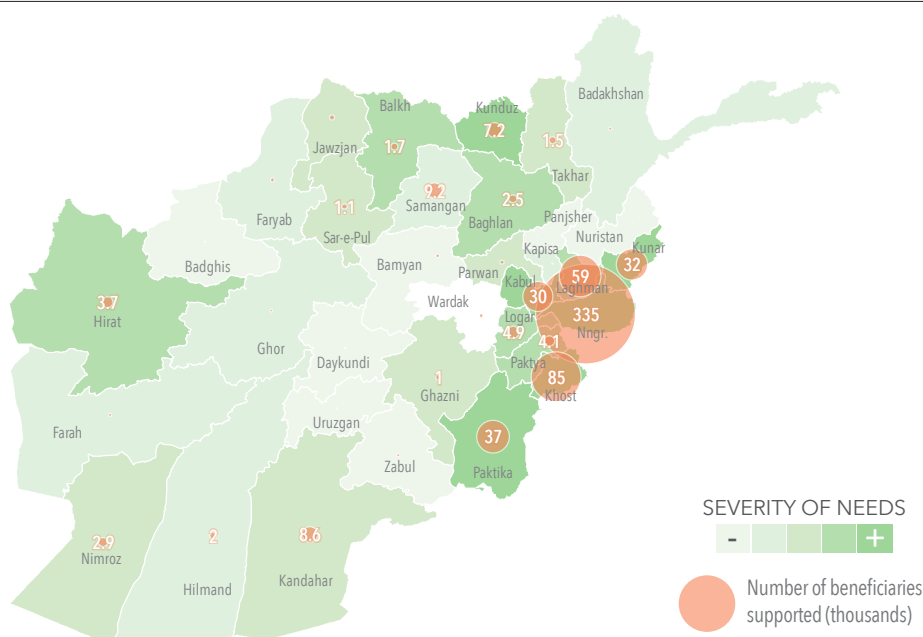 Badakhshan
Balkh
Kunduz
7.2
Jawzjan
1.7
1.5
Takhar
9.2
Samangan
2.5
Baghlan
Faryab
1.1
Sar-e-Pul
Panjsher
Nuristan
Kapisa
Kunar
32
Badghis
Bamyan
Parwan
Kabul
59
Laghman
30
3.7
Hirat
Wardak
335
Nngr.
Logar
4.9
4.1
Ghor
Daykundi
Paktya
85
Khost
1
Ghazni
Uruzgan
Farah
37
Paktika
Zabul
2.9
Nimroz
2
Hilmand
8.6
Kandahar
SEVERITY OF NEEDS
- +
Number of beneficiaries
supported (thousands)